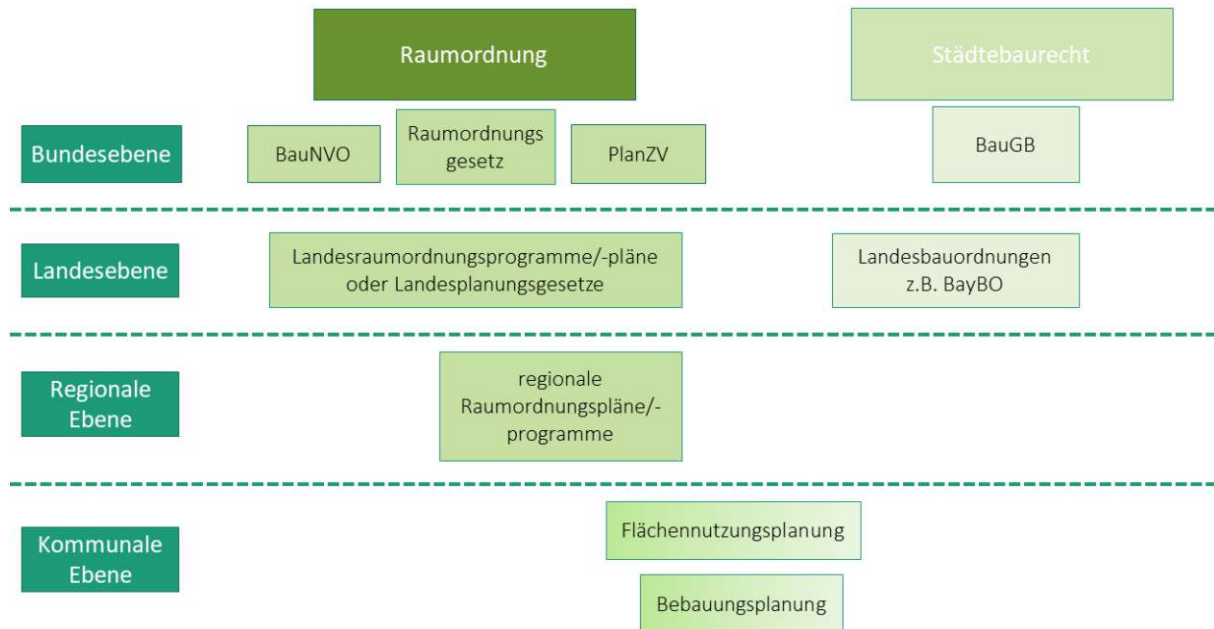 Raumordnung
Städtebaurecht
Bundesebene
BauNVO
Raumordnungs
gesetz
PlanZV
BauGB
Landesebene
Landesraumordnungsprogramme/-pläne
oder Landesplanungsgesetze
Landesbauordnungen
z.B. BayBO
Regionale
Ebene
regionale
Raumordnungspläne/-
programme
Kommunale
Ebene
Flächennutzungsplanung
Bebauungsplanung